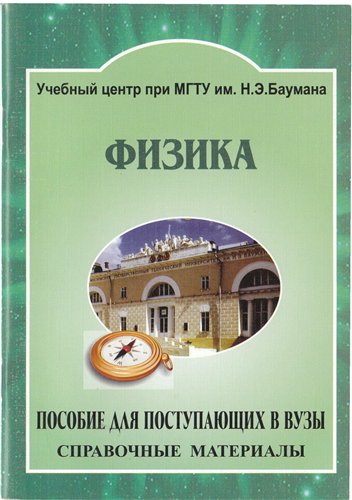 Учебный центр при МГТУ им. Н.Э.Баумана
ФИЗИКА
ПОСОБИЕ ДЛЯ ПОСТУПАЮЩИХ В ВУЗЫ
СПРАВОЧНЫЕ МАТЕРИАЛЫ